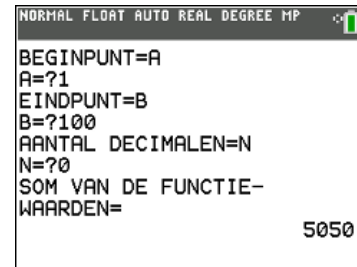 NORMAL FLOAT AUTO REAL DEGREE MP
BEGINPUNT=A
A=?1
EINDPUNT=B
B=?100
AANTAL DECIMALEN=N
N=?0
SOM VAN DE FUNCTIE-
WAARDEN=
5050